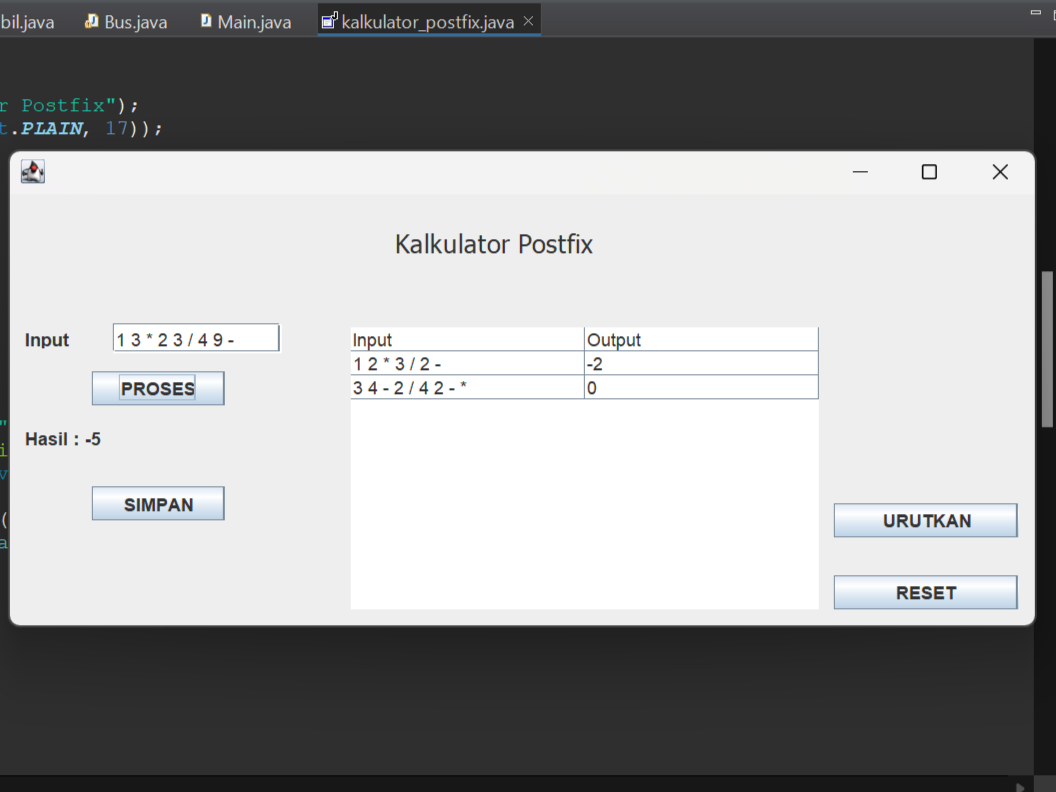 bil.java Bus.java Main.java kalkulator_postfix.java
r Postfix");
t.PLAIN, 17));
Kalkulator Postfix
Input 1 3 * 2 3 / 4 9 -
PROSES
Hasil : -5
SIMPAN
Input Output
1 2 * 3 / 2 - -2
3 4 - 2 / 4 2 - * 0
URUTKAN
RESET
"
i
v
(
a